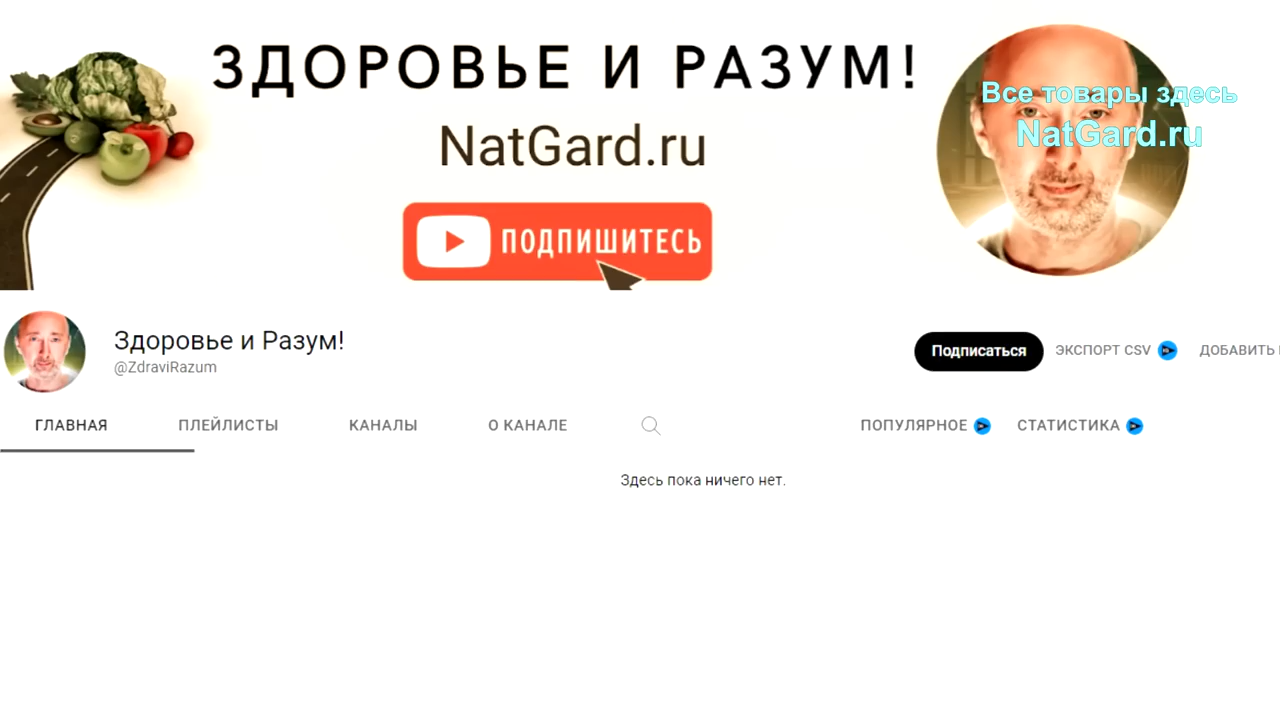 ЗДОРОВЬЕ И РАЗУМ!
NatGard.ru
Все товары здесь
NatGard.ru
ПОДПИШИТЕСЬ
Здоровье и Разум!
@ZdraviRazum
Подписаться
ЭКСПОРТ CSV
ДОБАВИТЬ
ГЛАВНАЯ
ПЛЕЙЛИСТЫ
КАНАЛЫ
О КАНАЛЕ
ПОПУЛЯРНОЕ
СТАТИСТИКА
Здесь пока ничего нет.